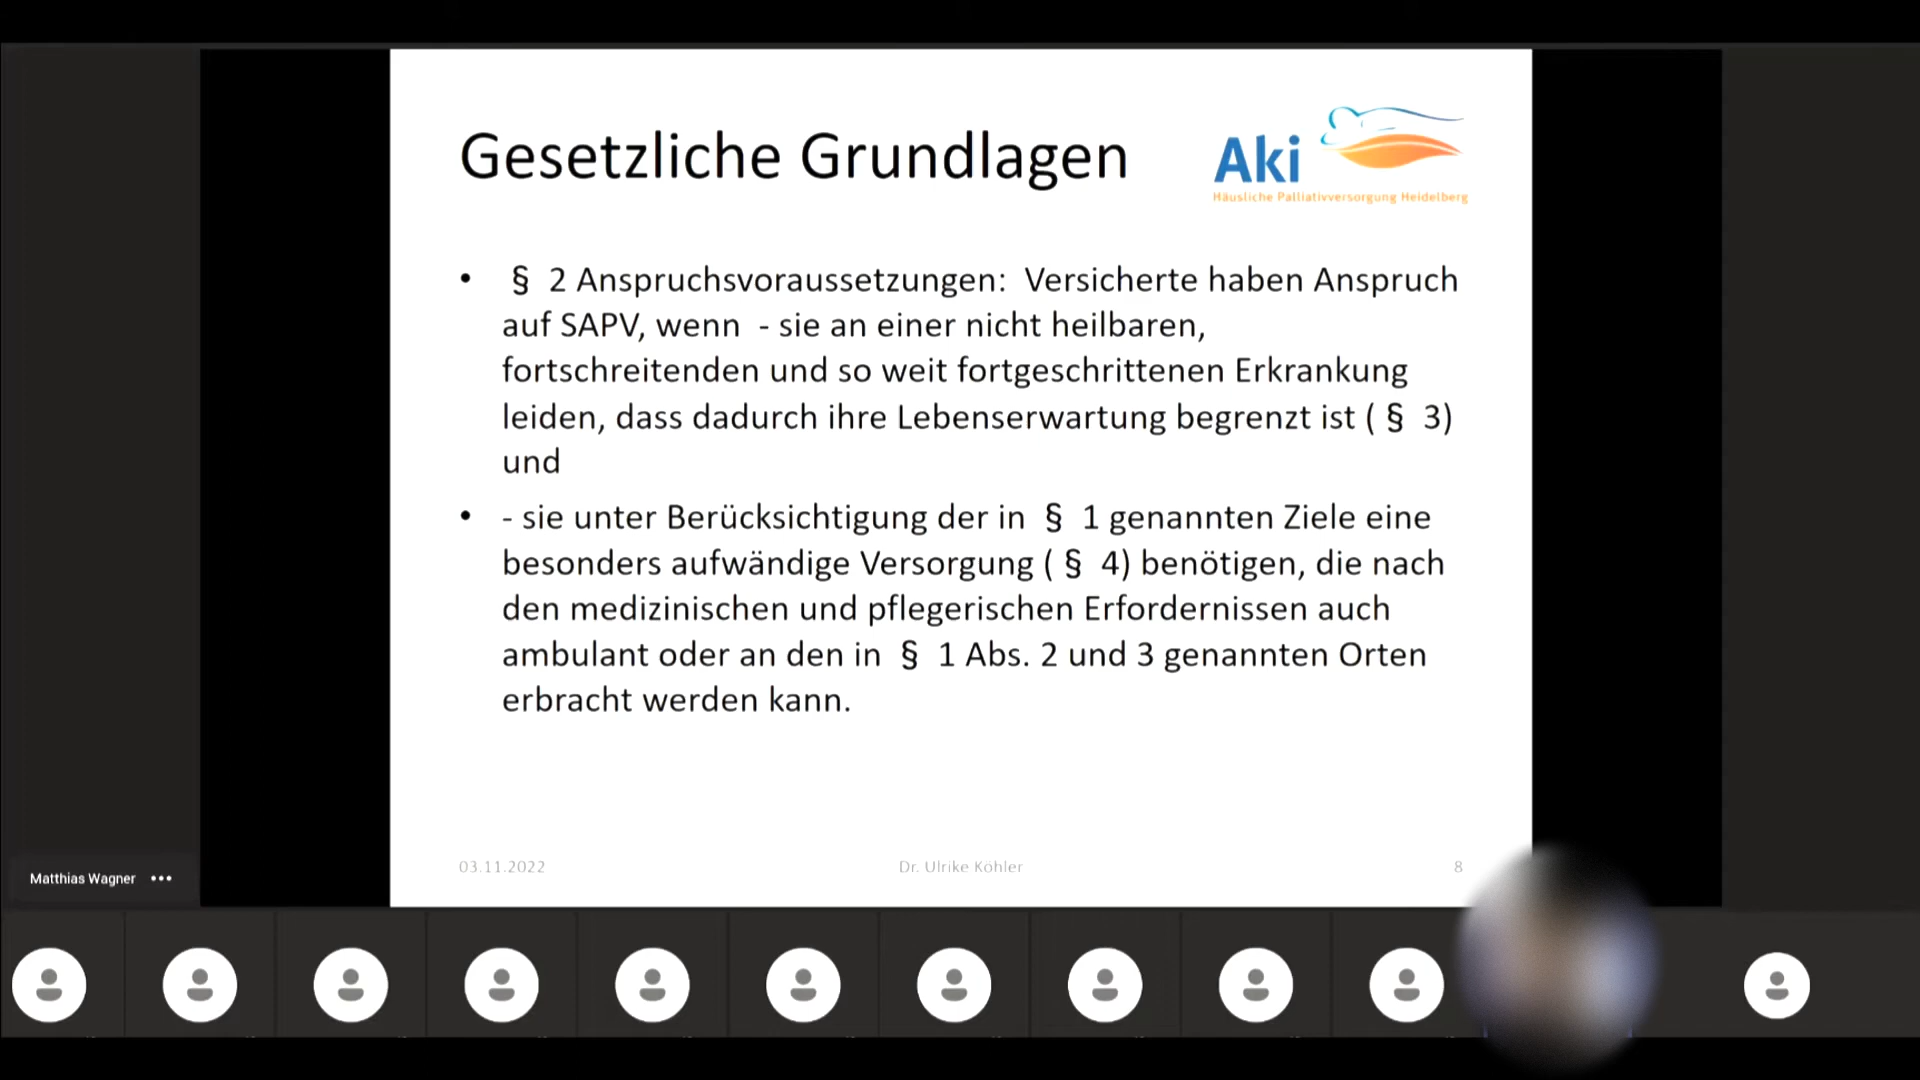 Gesetzliche Grundlagen
Aki
Häusliche Palliativversorgung Heidelberg
• § 2 Anspruchsvoraussetzungen: Versicherte haben Anspruch
auf SAPV, wenn - sie an einer nicht heilbaren,
fortschreitenden und so weit fortgeschrittenen Erkrankung
leiden, dass dadurch ihre Lebenserwartung begrenzt ist ( § 3)
und
• - sie unter Berücksichtigung der in § 1 genannten Ziele eine
besonders aufwändige Versorgung ( § 4) benötigen, die nach
den medizinischen und pflegerischen Erfordernissen auch
ambulant oder an den in § 1 Abs. 2 und 3 genannten Orten
erbracht werden kann.
03.11.2022 Dr. Ulrike Köhler 8
Matthias Wagner •••